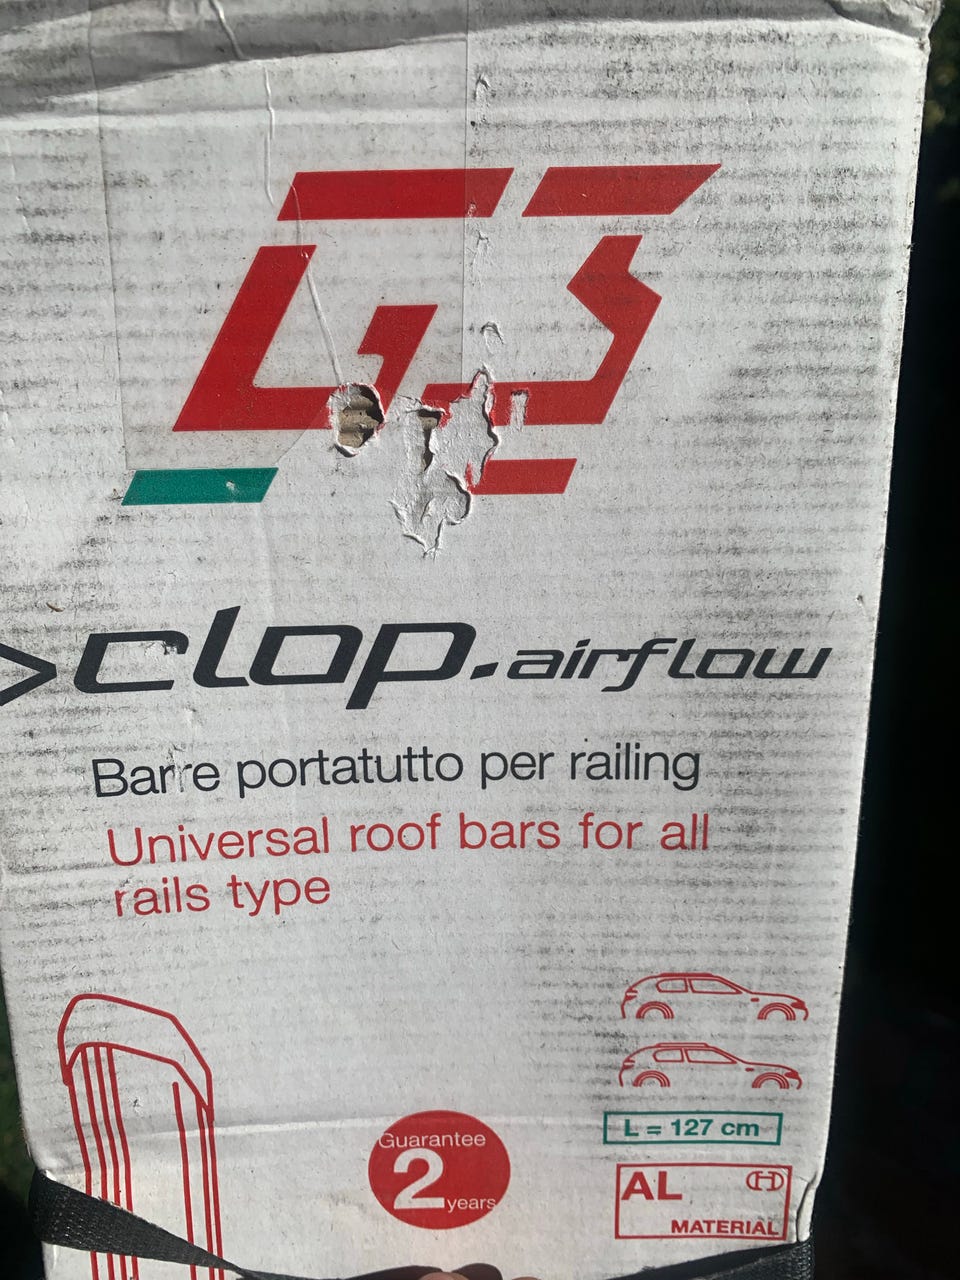 G3
>clop.airflow
Barre portatutto per railing
Universal roof bars for all
rails type
Guarantee
2
years
L = 127 cm
AL
MATERIAL